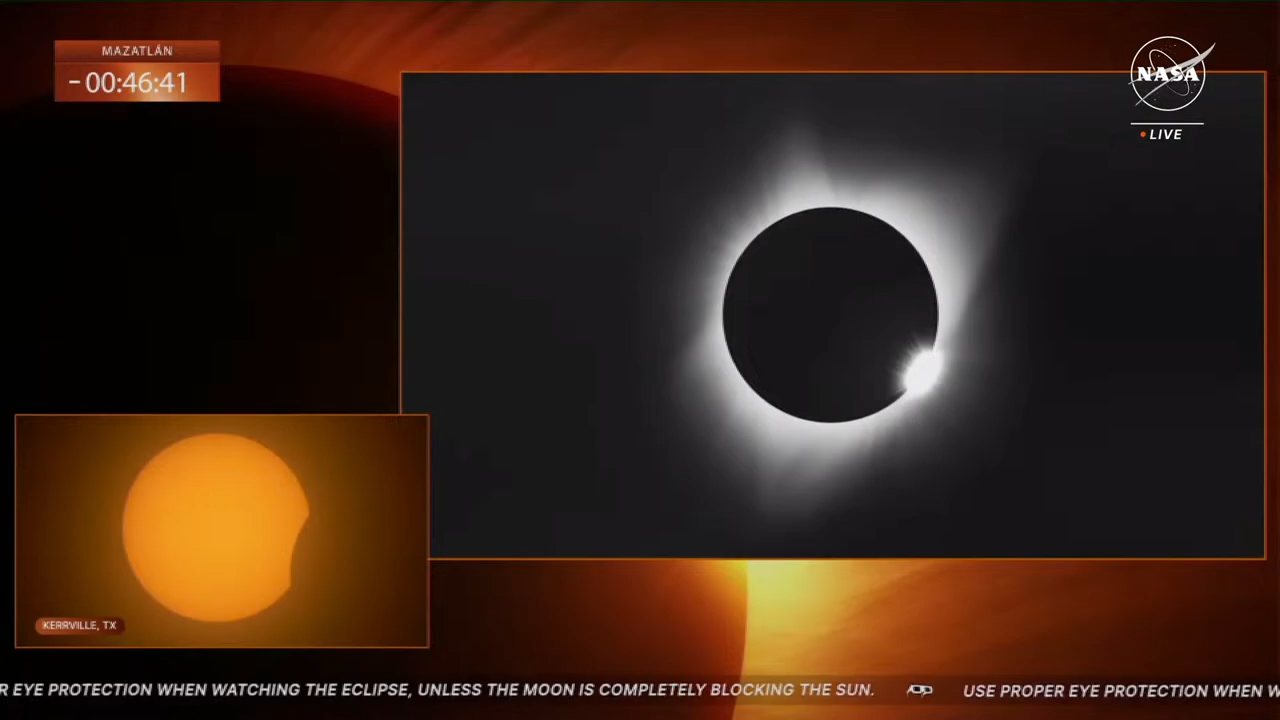 MAZATLÁN
-00:46:41
NASA
LIVE
KERRVILLE, TX
R EYE PROTECTION WHEN WATCHING THE ECLIPSE, UNLESS THE MOON IS COMPLETELY BLOCKING THE SUN. USE PROPER EYE PROTECTION WHEN W